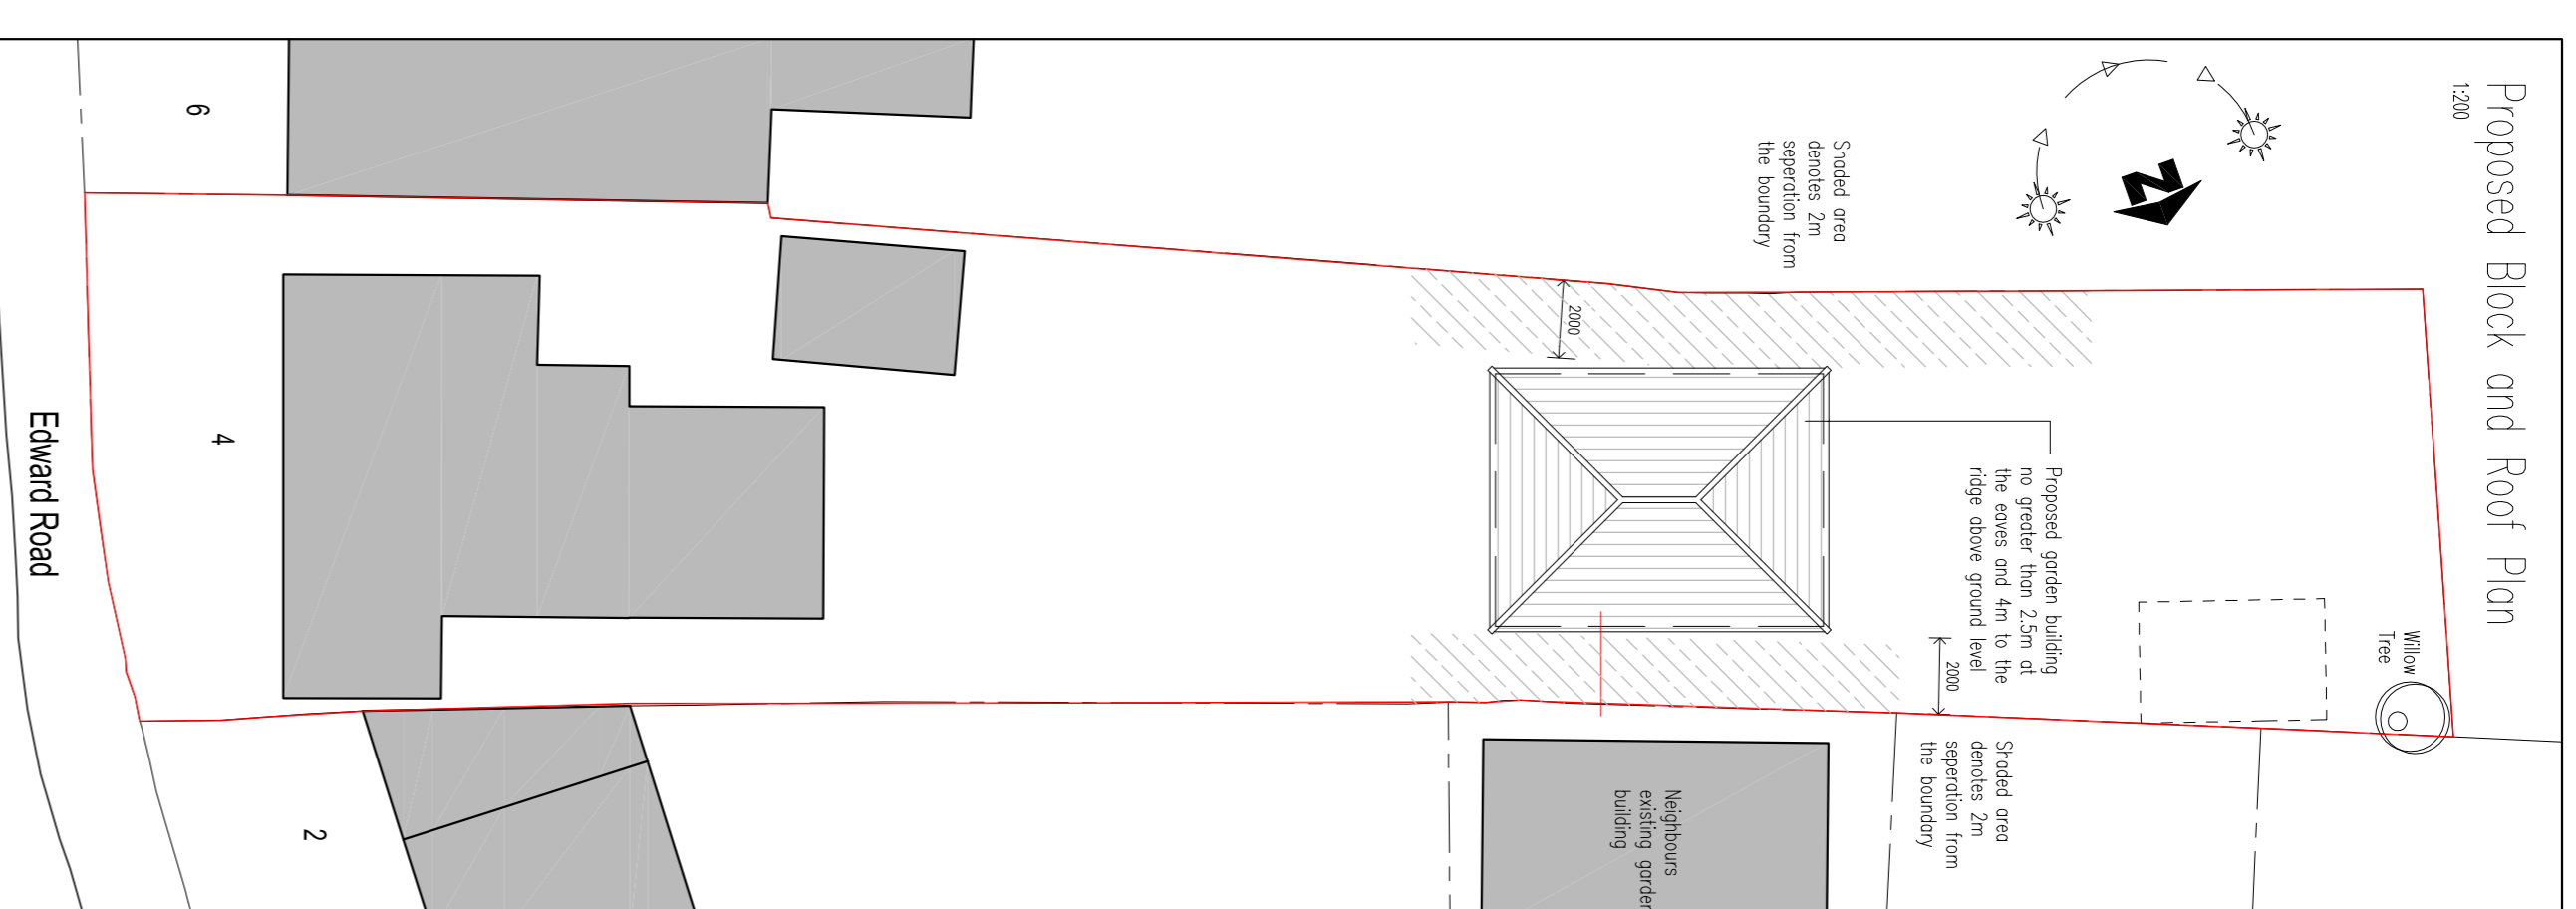 Proposed Block and Roof Plan
1:200
N
Shaded area
denotes 2m
seperation from
the boundary
2000
Proposed garden building
no greater than 2.5m at
the eaves and 4m to the
ridge above ground level
Willow
Tree
2000
Shaded area
denotes 2m
seperation from
the boundary
Neighbours
existing garden
building
6
4
2
Edward Road